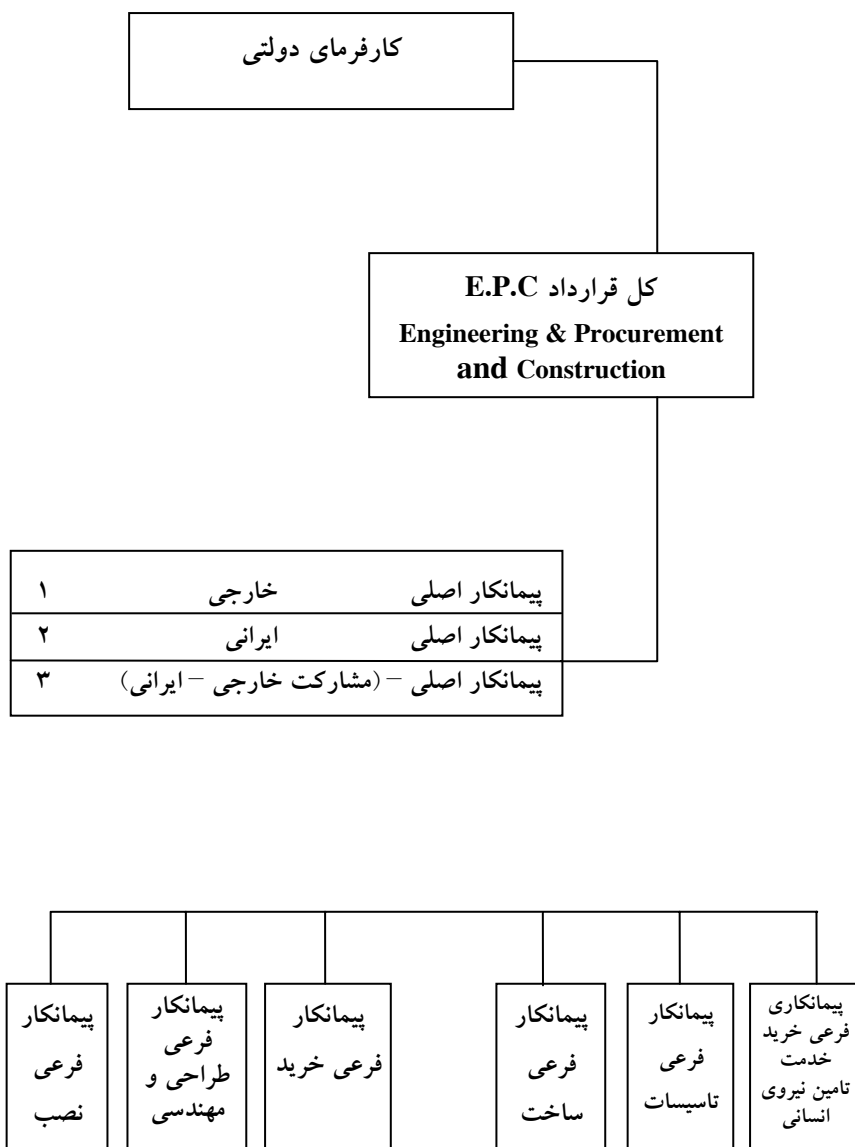 کارفرمای دولتی
کل قرارداد E.P.C
Engineering & Procurement
and Construction
پیمانکار اصلی خارجی ۱
پیمانکار اصلی ایرانی ۲
پیمانکار اصلی – (مشارکت خارجی – ایرانی) ۳
پیمانکاری
فرعی خرید
خدمت
تامین نیروی
انسانی
پیمانکار
فرعی
تاسیسات
پیمانکار
فرعی
ساخت
پیمانکار
فرعی خرید
پیمانکار
فرعی
طراحی و
مهندسی
پیمانکار
فرعی
نصب